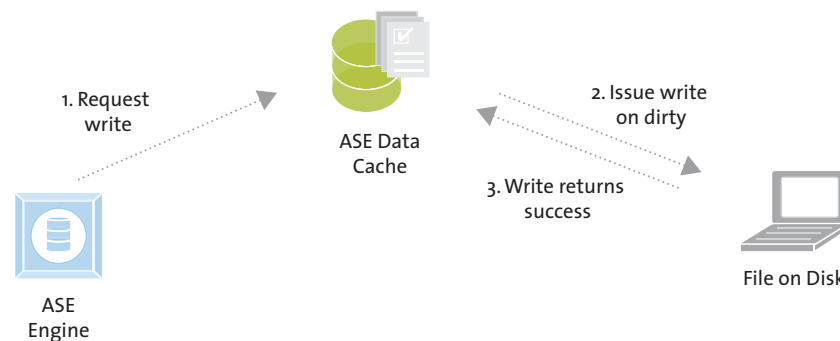 1. Request
write
ASE Data
Cache
2. Issue write
on dirty
3. Write returns
success
ASE
Engine
File on Disk